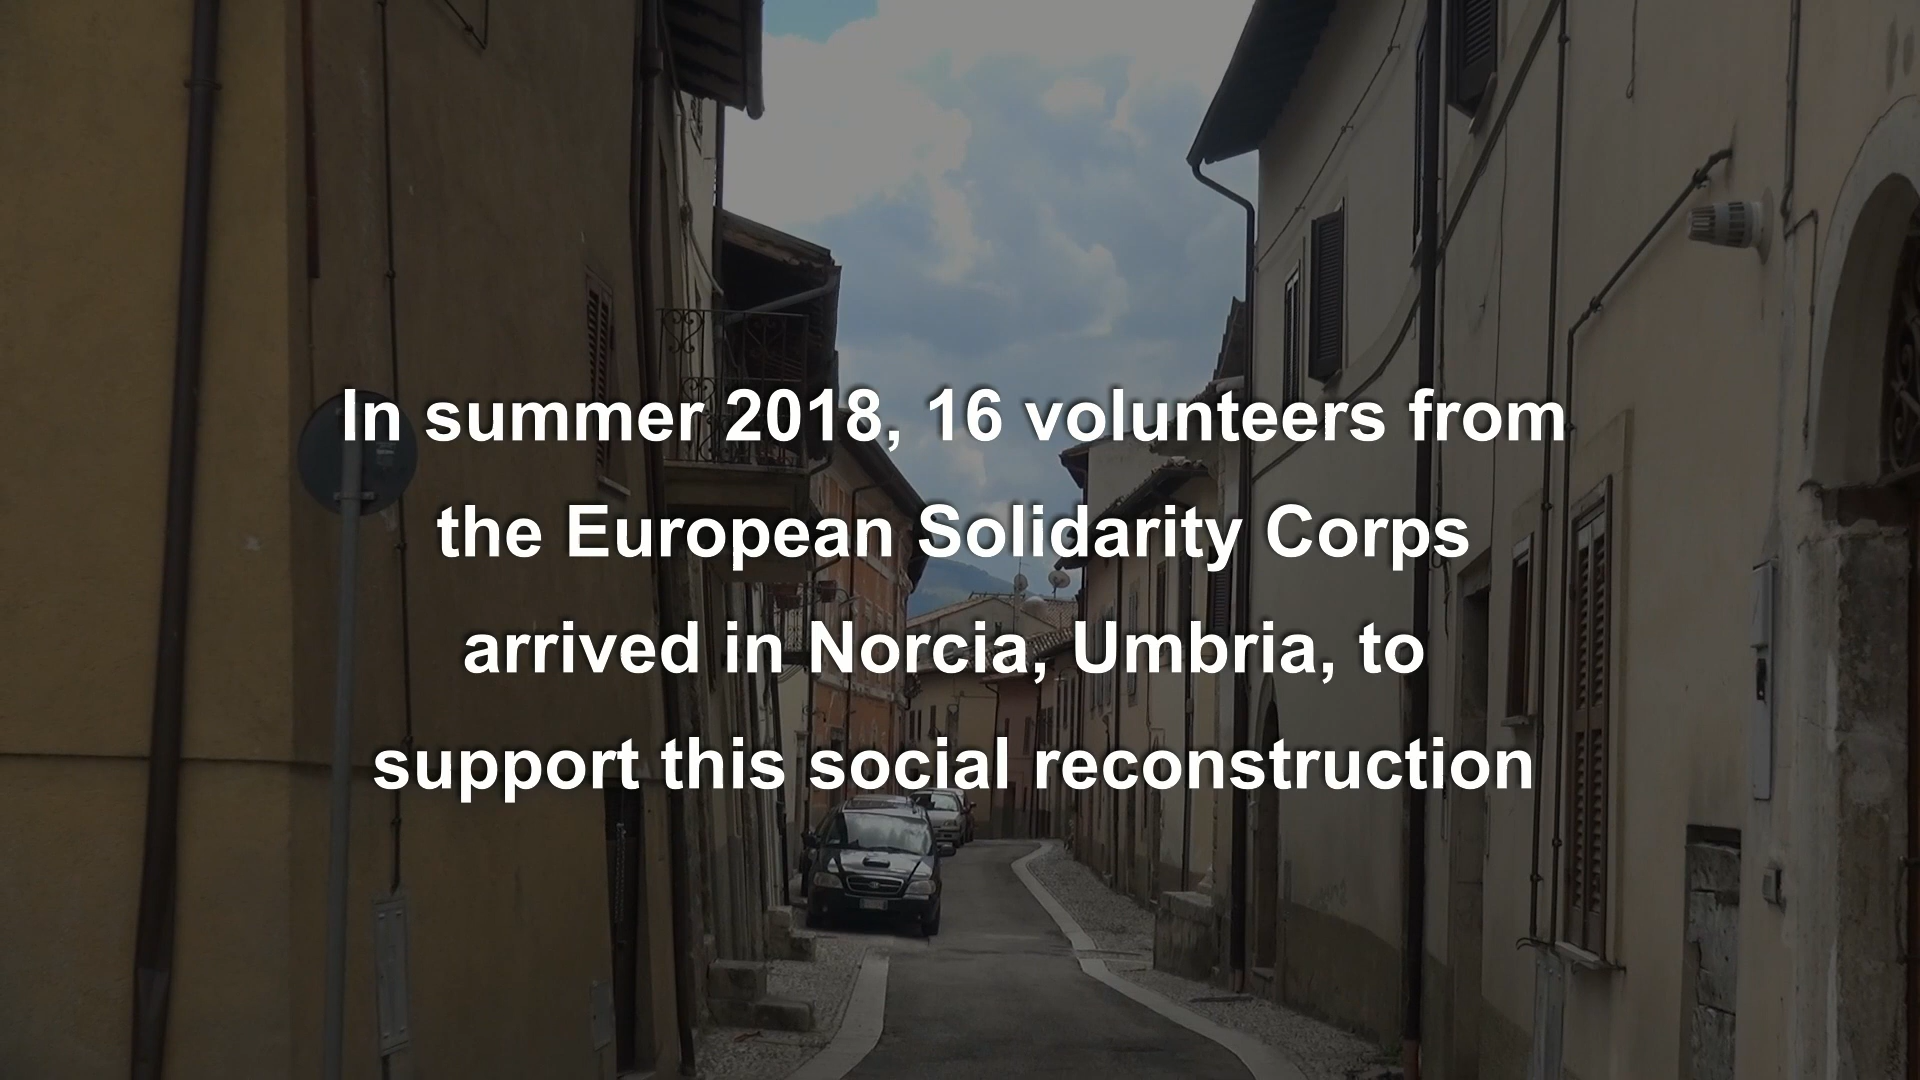 In summer 2018, 16 volunteers from
the European Solidarity Corps
arrived in Norcia, Umbria, to
support this social reconstruction